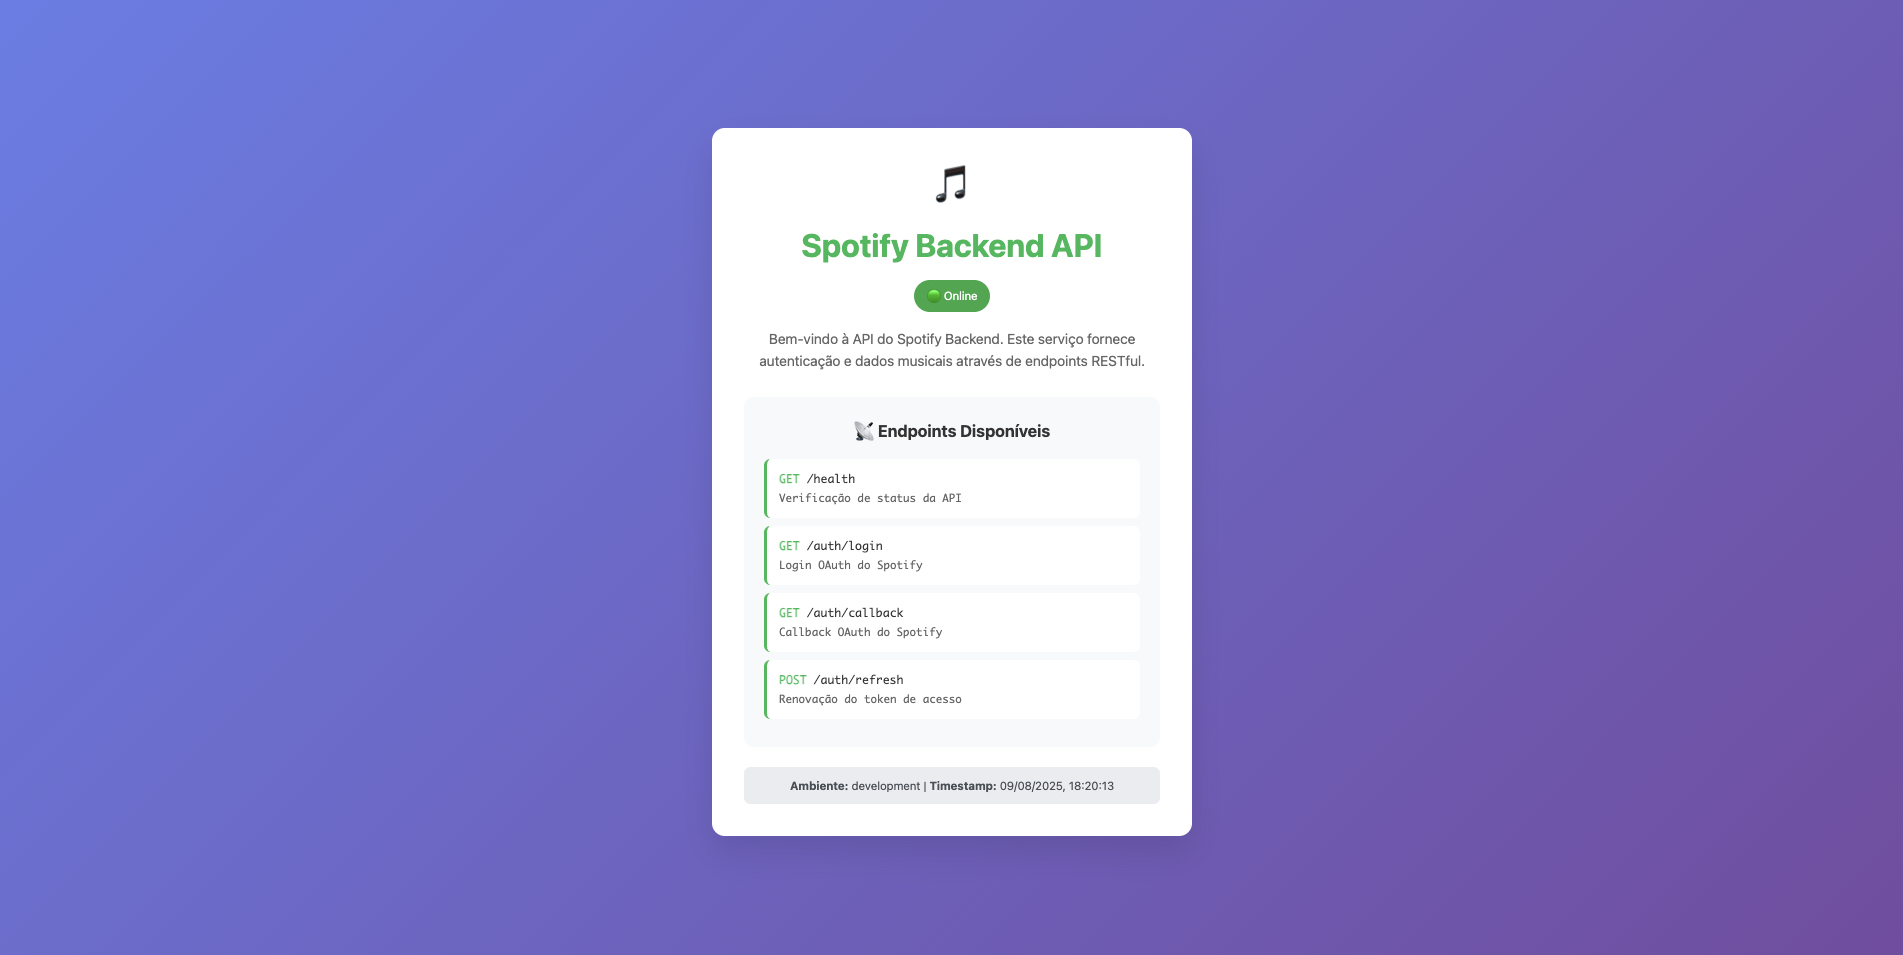 Spotify Backend API
Online
Bem-vindo à API do Spotify Backend. Este serviço fornece
autenticação e dados musicais através de endpoints RESTful.
Endpoints Disponíveis
GET /health
Verificação de status da API
GET /auth/login
Login OAuth do Spotify
GET /auth/callback
Callback OAuth do Spotify
POST /auth/refresh
Renovação do token de acesso
Ambiente: development | Timestamp: 09/08/2025, 18:20:13